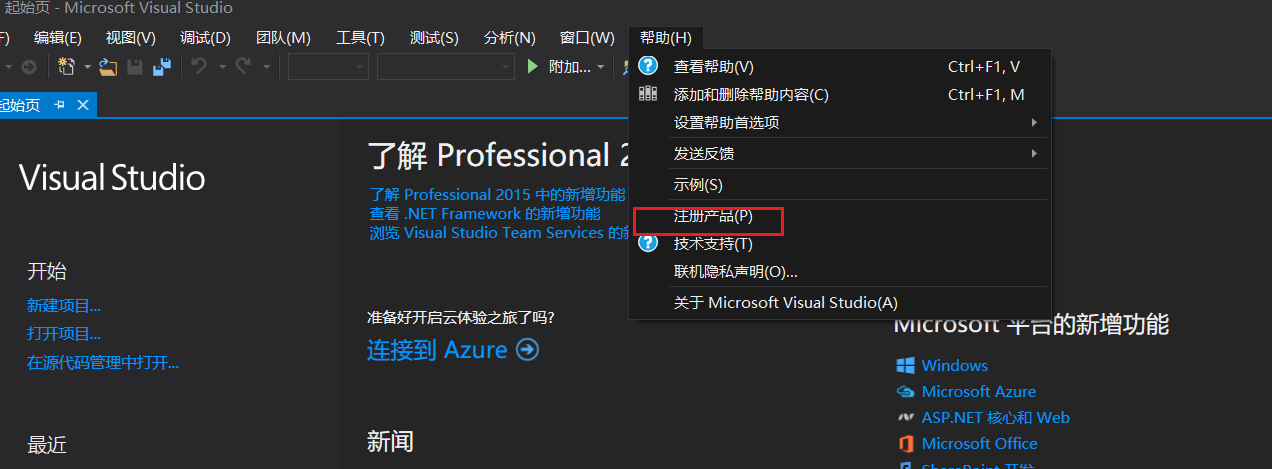 起始页 - Microsoft Visual Studio
F) 编辑(E) 视图(V) 调试(D) 团队(M) 工具(T) 测试(S) 分析(N) 窗口(W) 帮助(H)
附加...
查看帮助(V) Ctrl+F1, V
添加和删除帮助内容(C) Ctrl+F1, M
设置帮助首选项
发送反馈
示例(S)
注册产品(P)
技术支持(T)
联机隐私声明(O)...
关于 Microsoft Visual Studio(A)
起始页
Visual Studio
开始
新建项目...
打开项目...
在源代码管理中打开...
最近
了解 Professional 2
了解 Professional 2015 中的新增功能
查看 .NET Framework 的新增功能
浏览 Visual Studio Team Services 的新
准备好开启云体验之旅了吗?
连接到 Azure
新闻
Microsoft 平台的新增功能
Windows
Microsoft Azure
ASP.NET 核心和 Web
Microsoft Office
SharePoint 开发